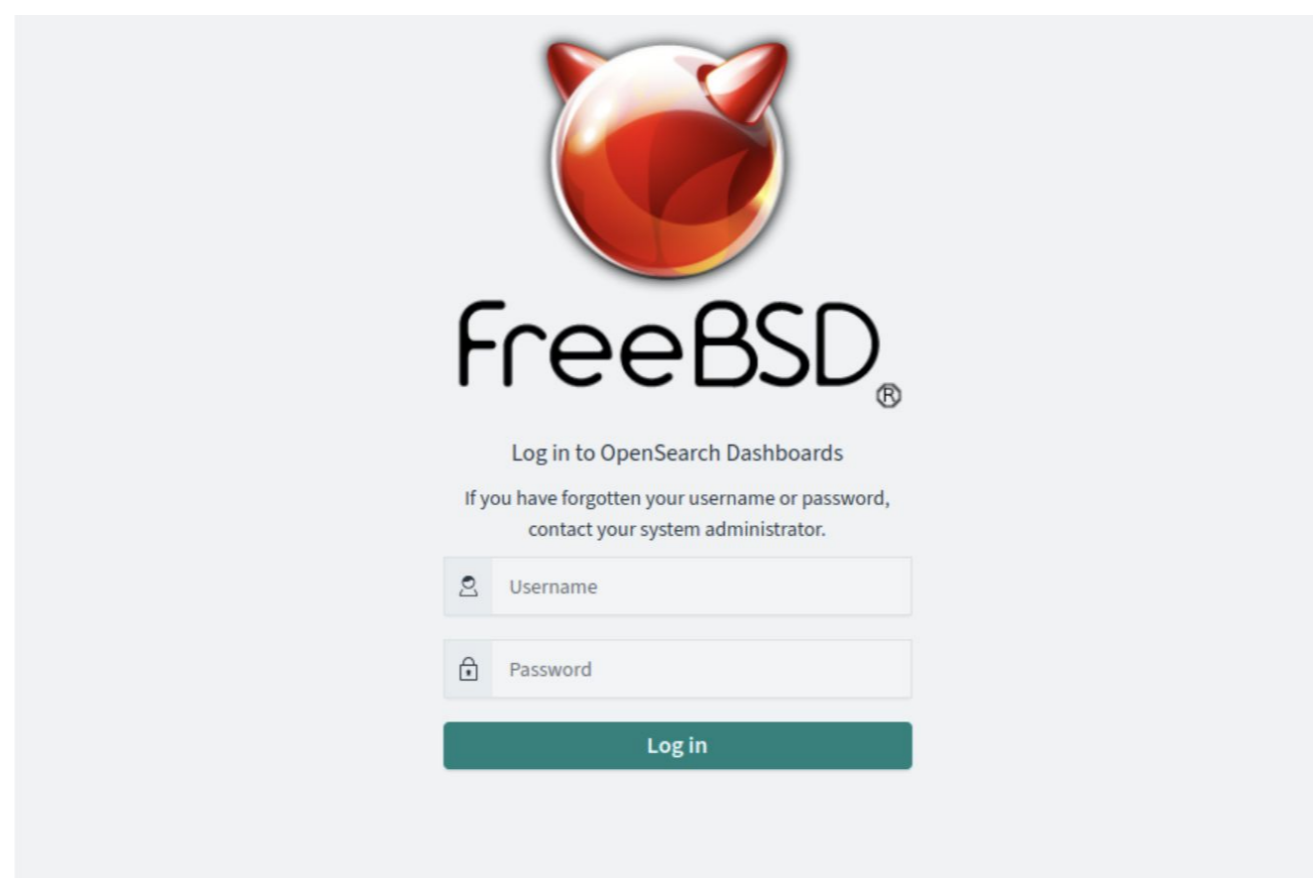 FreeBSD®
Log in to OpenSearch Dashboards
If you have forgotten your username or password,
contact your system administrator.
Username
Password
Log in